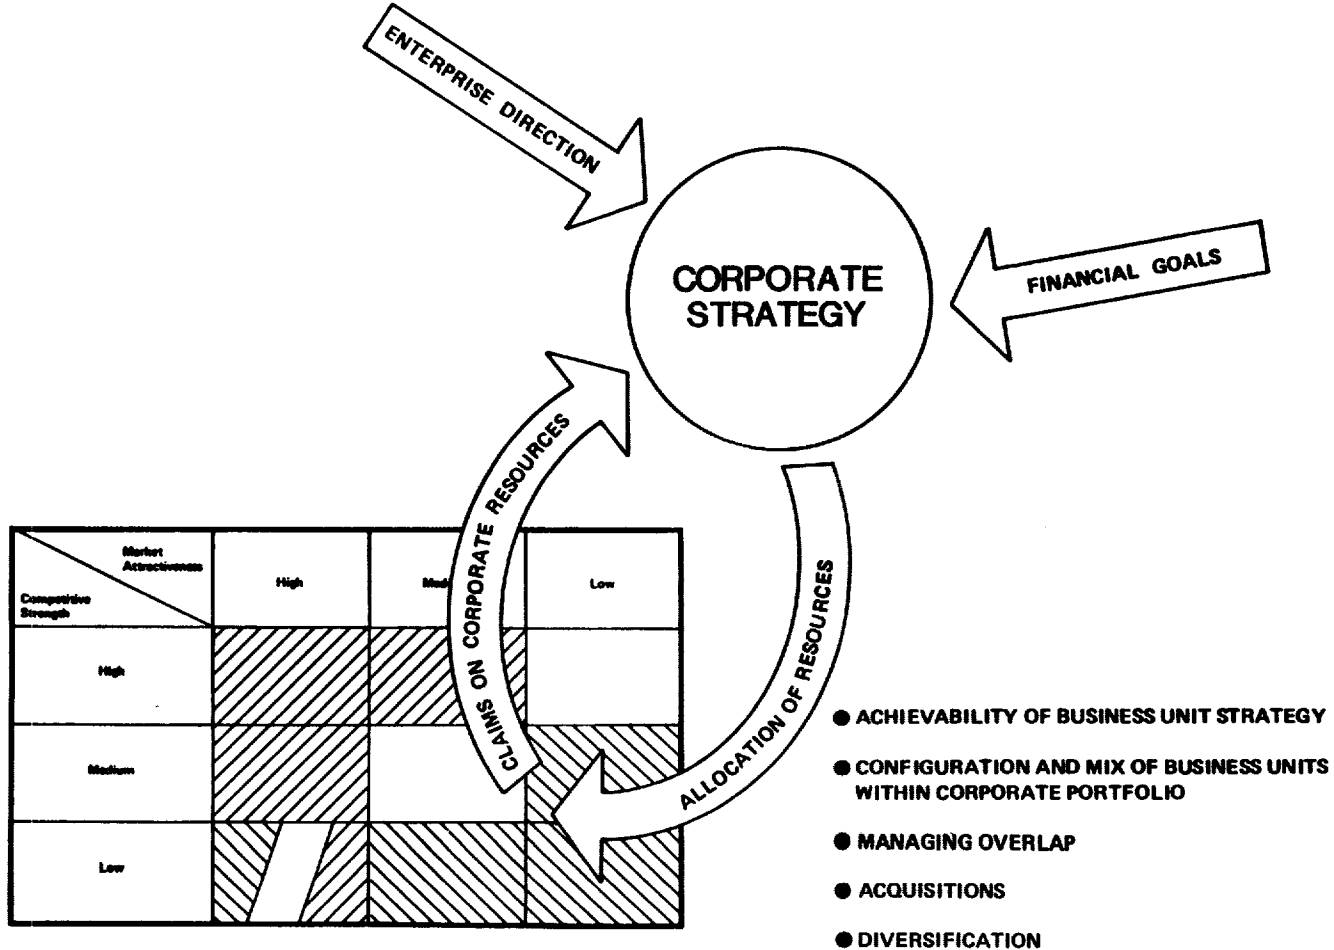 ENTERPRISE DIRECTION
CORPORATE
STRATEGY
FINANCIAL GOALS
CLAIMS ON CORPORATE RESOURCES
ALLOCATION OF RESOURCES
Market
Attractiveness
Competitive
Strength
High
Low
High
Medium
Low
● ACHIEVABILITY OF BUSINESS UNIT STRATEGY
● CONFIGURATION AND MIX OF BUSINESS UNITS
WITHIN CORPORATE PORTFOLIO
● MANAGING OVERLAP
● ACQUISITIONS
● DIVERSIFICATION